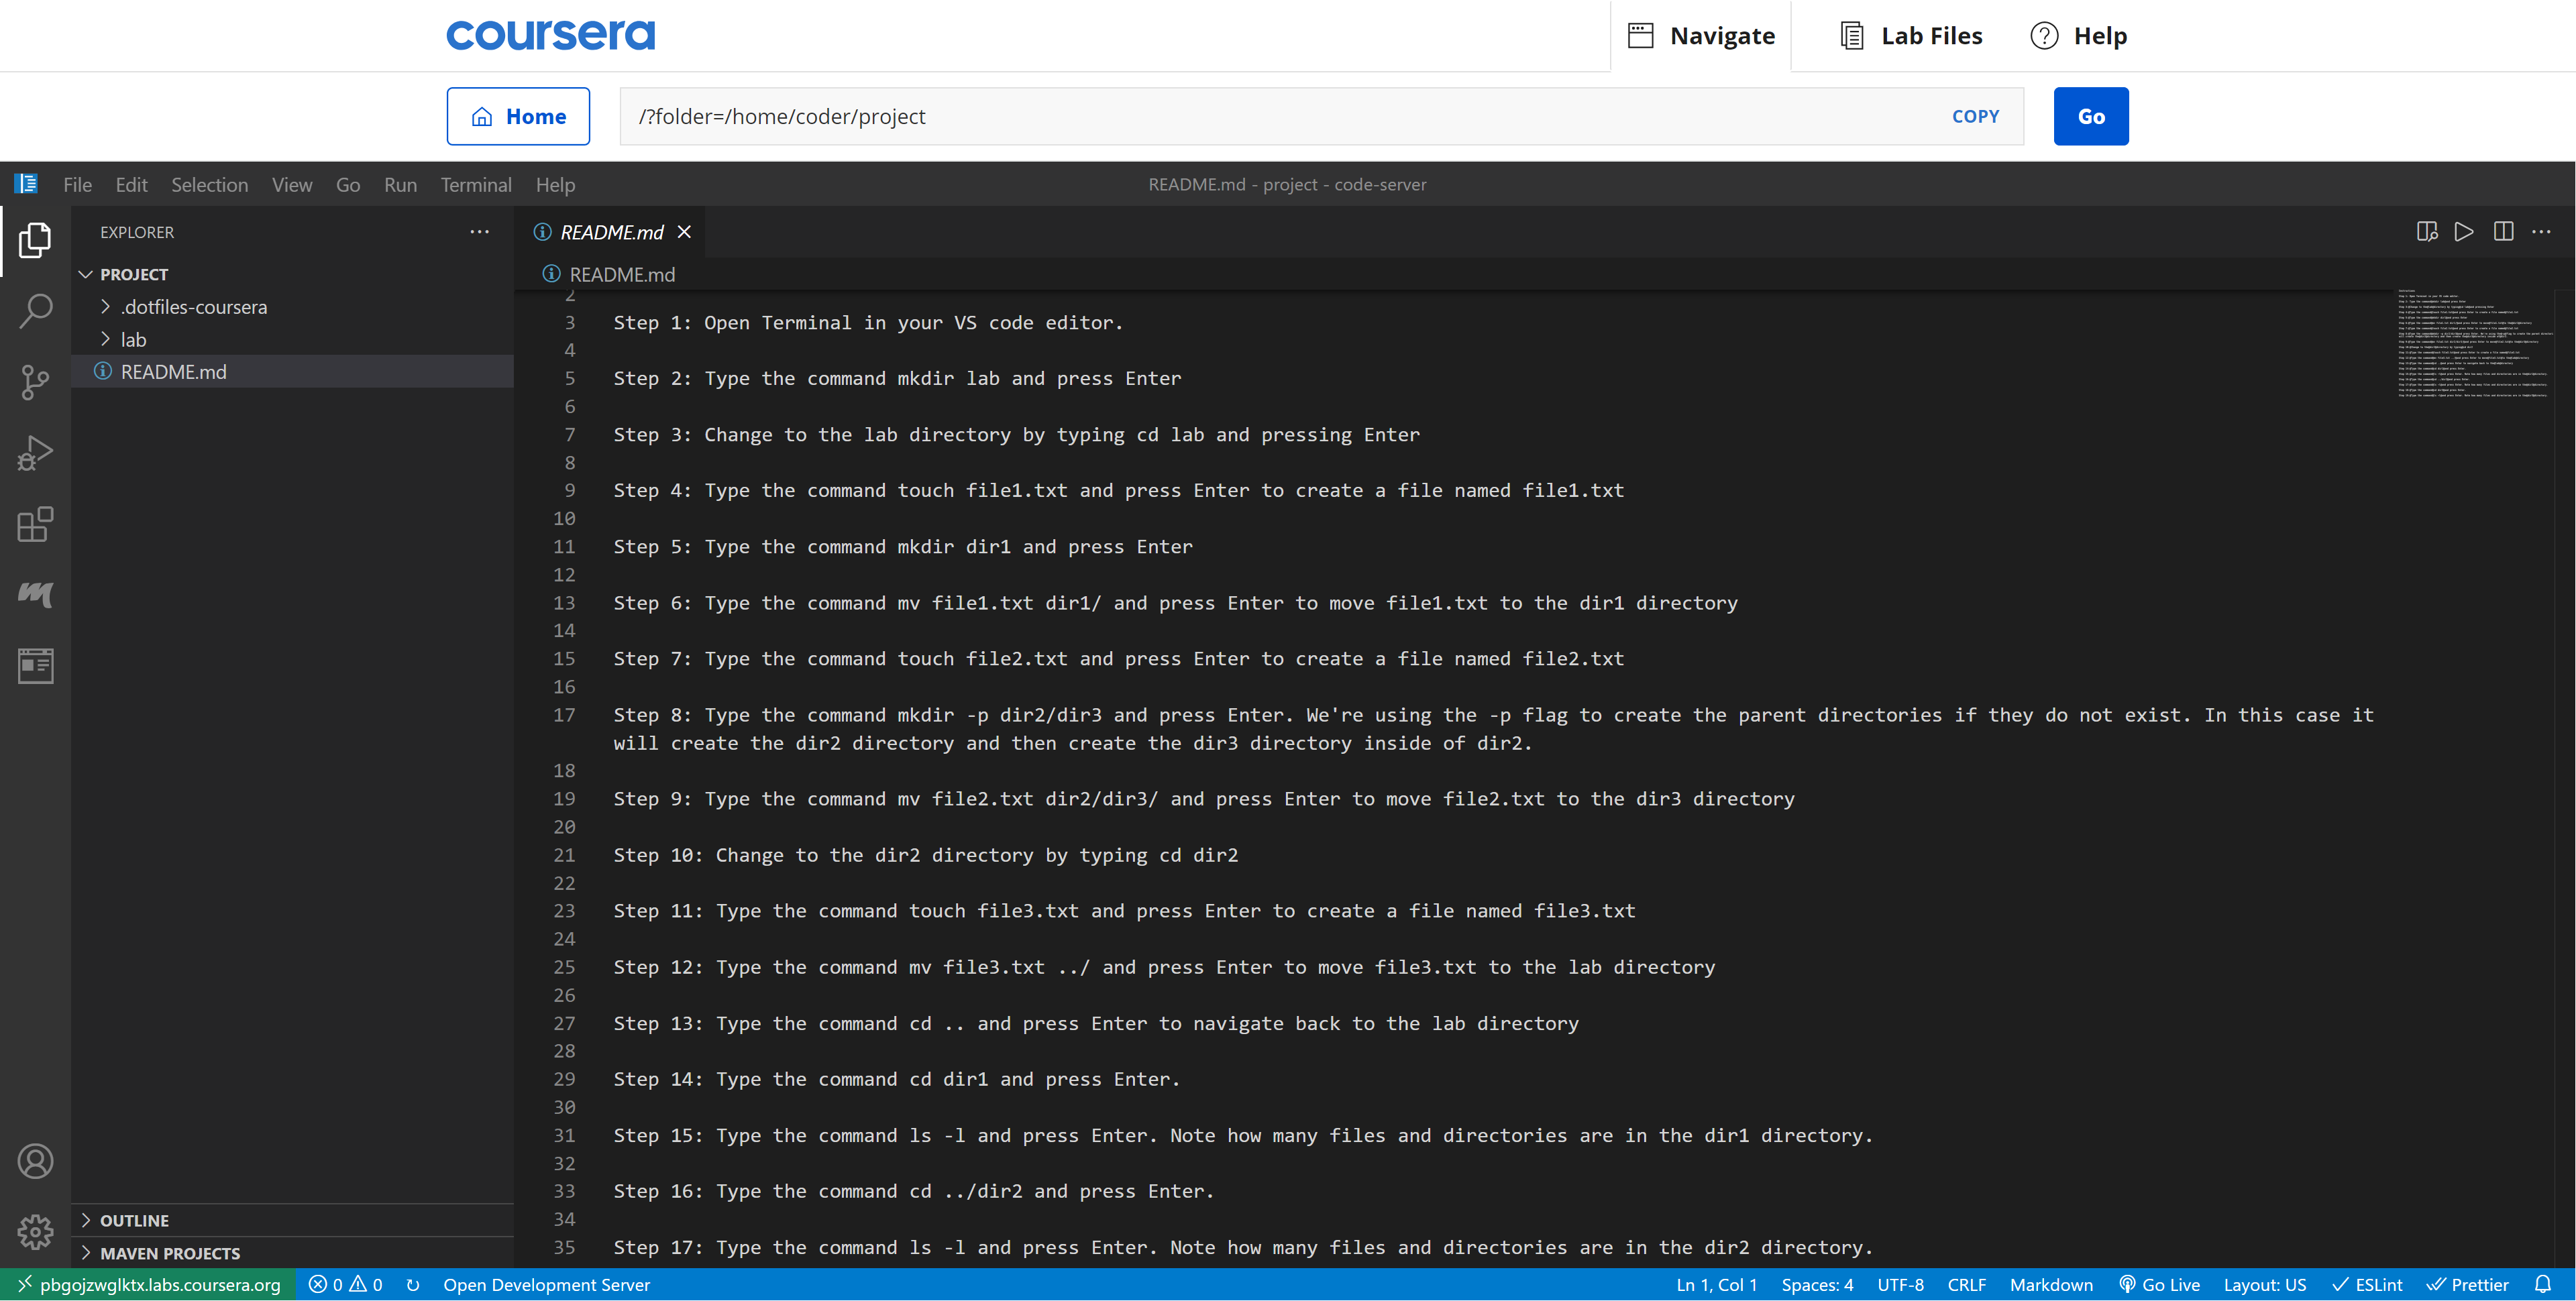 coursera
Navigate
Lab Files
Help
Home
/?folder=/home/coder/project
COPY
Go
File Edit Selection View Go Run Terminal Help
README.md - project - code-server
EXPLORER
PROJECT
.dotfiles-coursera
lab
README.md
OUTLINE
MAVEN PROJECTS
README.md
README.md
2
3 Step 1: Open Terminal in your VS code editor.
4
5 Step 2: Type the command mkdir lab and press Enter
6
7 Step 3: Change to the lab directory by typing cd lab and pressing Enter
8
9 Step 4: Type the command touch file1.txt and press Enter to create a file named file1.txt
10
11 Step 5: Type the command mkdir dir1 and press Enter
12
13 Step 6: Type the command mv file1.txt dir1/ and press Enter to move file1.txt to the dir1 directory
14
15 Step 7: Type the command touch file2.txt and press Enter to create a file named file2.txt
16
17 Step 8: Type the command mkdir -p dir2/dir3 and press Enter. We're using the -p flag to create the parent directories if they do not exist. In this case it
will create the dir2 directory and then create the dir3 directory inside of dir2.
18
19 Step 9: Type the command mv file2.txt dir2/dir3/ and press Enter to move file2.txt to the dir3 directory
20
21 Step 10: Change to the dir2 directory by typing cd dir2
22
23 Step 11: Type the command touch file3.txt and press Enter to create a file named file3.txt
24
25 Step 12: Type the command mv file3.txt ../ and press Enter to move file3.txt to the lab directory
26
27 Step 13: Type the command cd .. and press Enter to navigate back to the lab directory
28
29 Step 14: Type the command cd dir1 and press Enter.
30
31 Step 15: Type the command ls -l and press Enter. Note how many files and directories are in the dir1 directory.
32
33 Step 16: Type the command cd ../dir2 and press Enter.
34
35 Step 17: Type the command ls -l and press Enter. Note how many files and directories are in the dir2 directory.
pbgojzwglktx.labs.coursera.org
0 0
Open Development Server
Ln 1, Col 1
Spaces: 4
UTF-8
CRLF
Markdown
Go Live
Layout: US
ESLint
Prettier